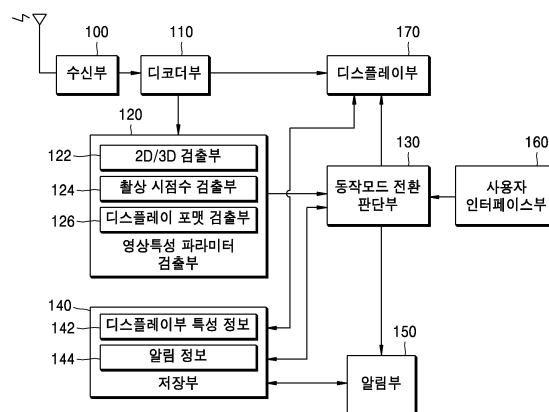 100
수신부
110
디코더부
170
디스플레이부
120
122
2D/3D 검출부
124
촬상 시점수 검출부
126
디스플레이 포맷 검출부
영상특성 파라미터
검출부
130
동작모드 전환
판단부
160
사용자
인터페이스부
140
142
디스플레이부 특성 정보
144
알림 정보
저장부
150
알림부